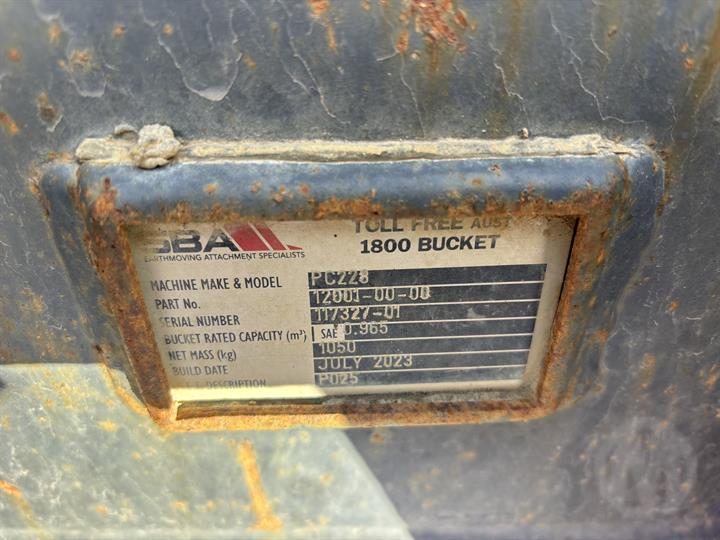 SBA
EARTHMOVING ATTACHMENT SPECIALISTS
TOLL FREE AUST
1800 BUCKET
MACHINE MAKE & MODEL PC228
PART No. 12001-00-00
SERIAL NUMBER 117327-01
BUCKET RATED CAPACITY (m³) SAE 0.965
NET MASS (kg) 1050
BUILD DATE JULY 2023
DESCRIPTION P025